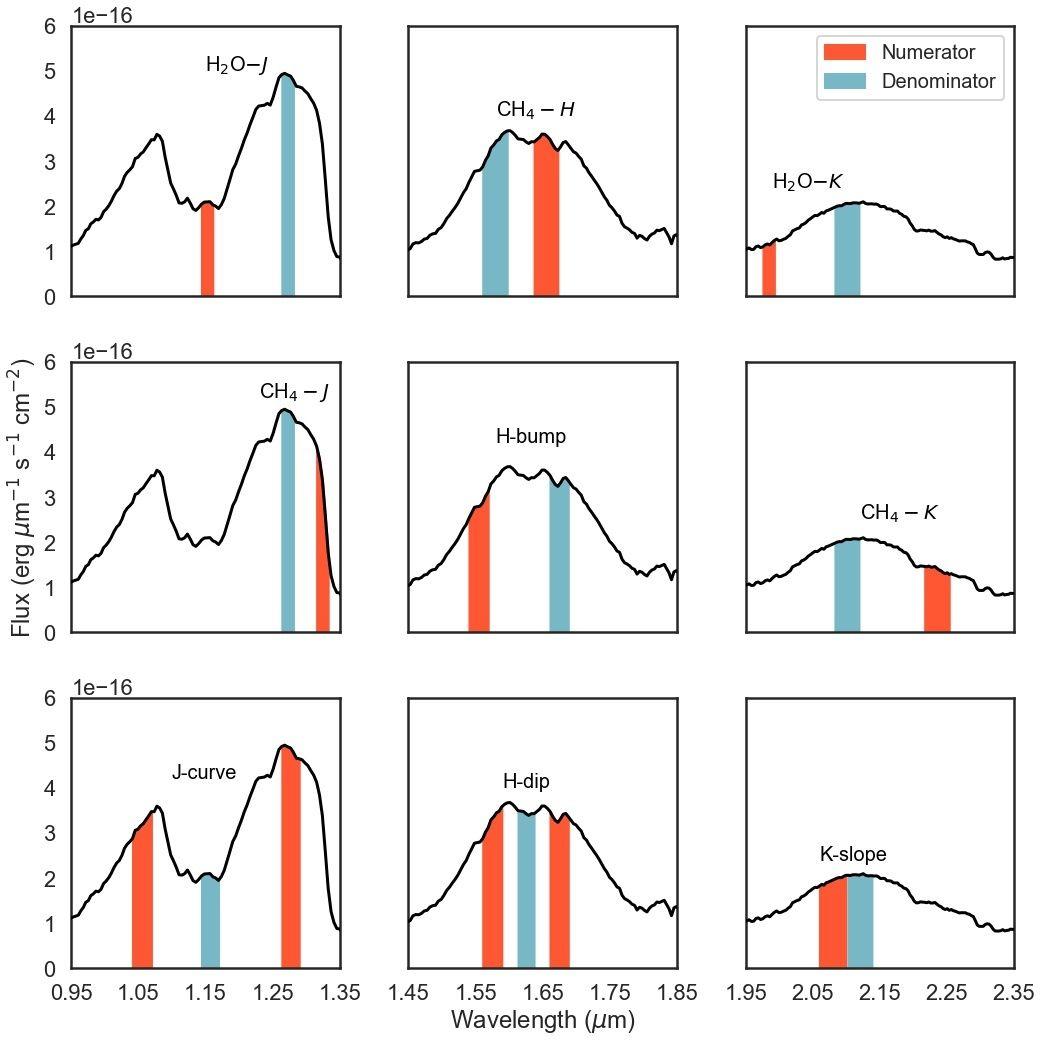 1e−16
6
5
4
3
2
1
0
H₂O−J
CH₄ − H
Numerator
Denominator
H₂O−K
Flux (erg μm⁻¹ s⁻¹ cm⁻²)
1e−16
6
5
4
3
2
1
0
CH₄ − J
H-bump
CH₄ − K
1e−16
6
5
4
3
2
1
0
J-curve
H-dip
K-slope
0.95 1.05 1.15 1.25 1.35
1.45 1.55 1.65 1.75 1.85
1.95 2.05 2.15 2.25 2.35
Wavelength (μm)